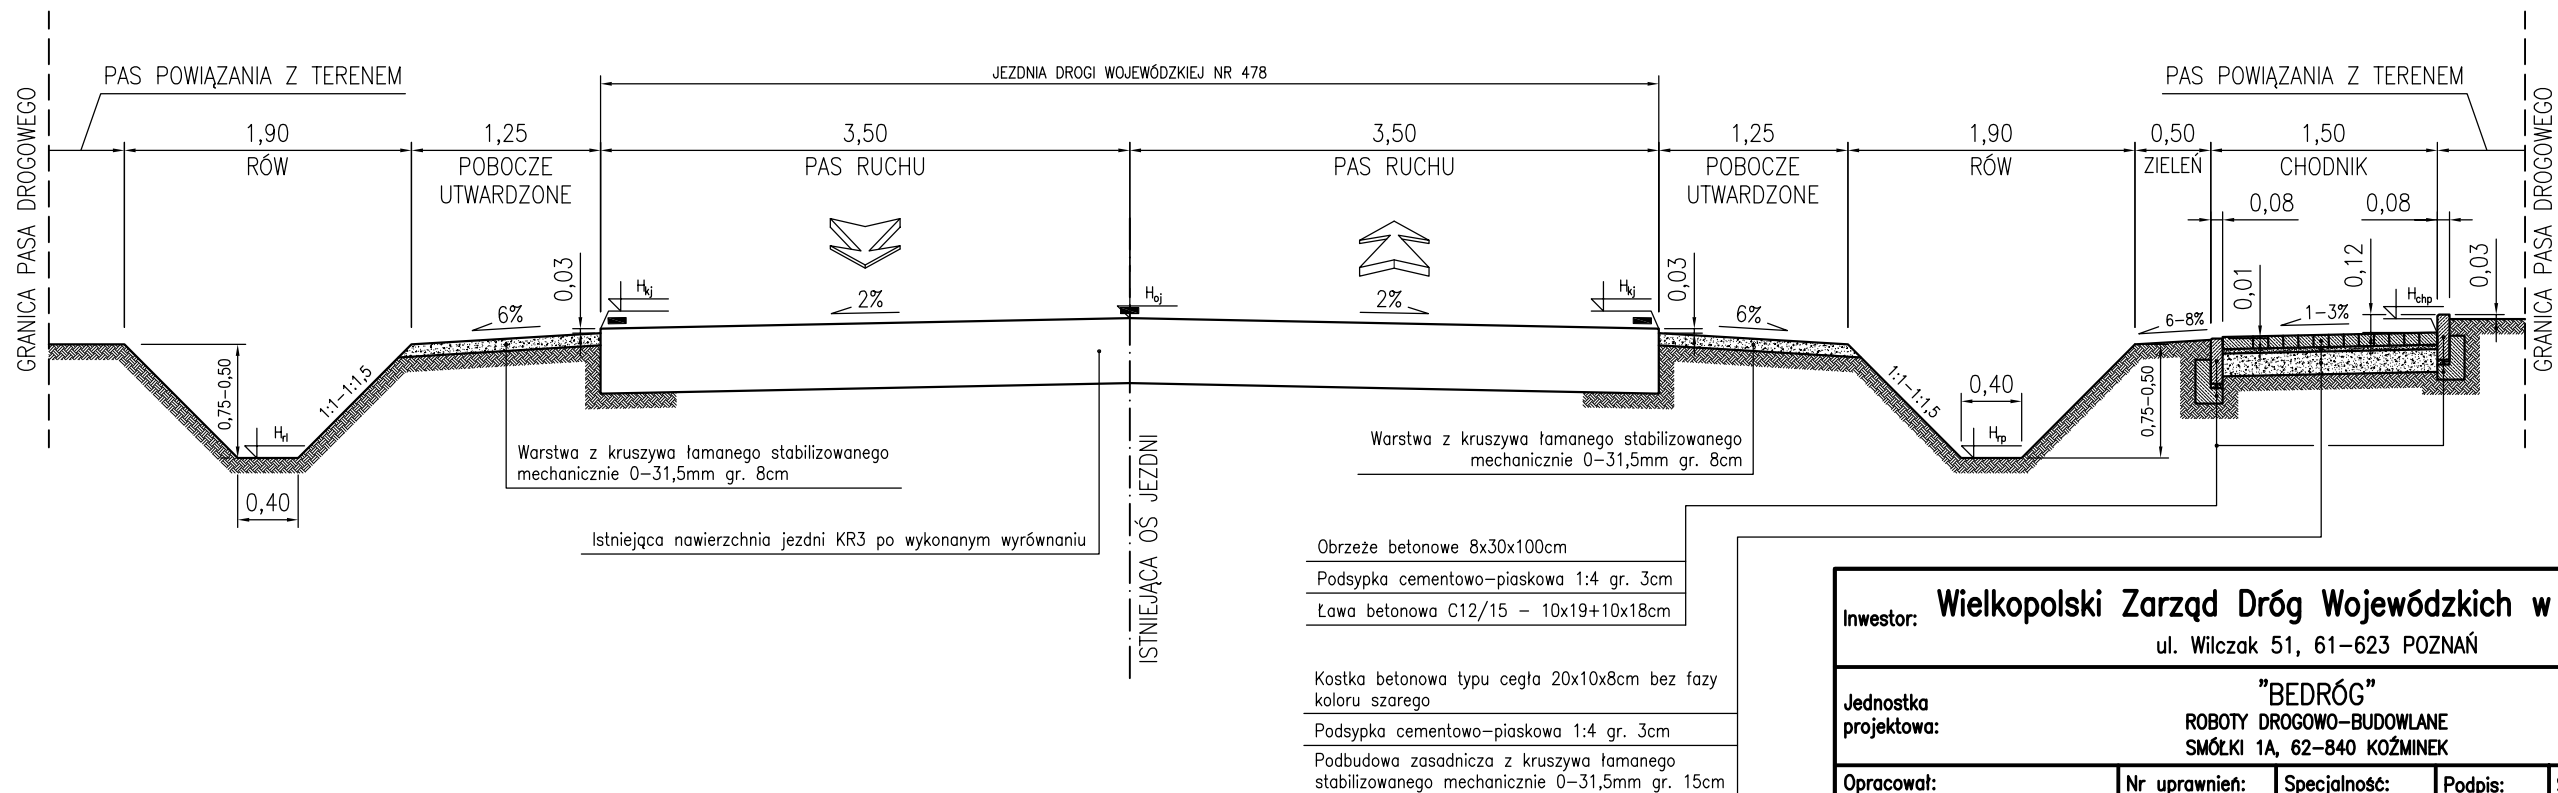 GRANICA PASA DROGOWEGO
PAS POWIĄZANIA Z TERENEM
JEZDNIA DROGI WOJEWÓDZKIEJ NR 478
PAS POWIĄZANIA Z TERENEM
GRANICA PASA DROGOWEGO
1,90 1,25 3,50 3,50 1,25 1,90 0,50 1,50
RÓW
POBOCZE
UTWARDZONE
PAS RUCHU
PAS RUCHU
POBOCZE
UTWARDZONE
RÓW
ZIELEŃ
CHODNIK
0,08 0,08
0,03
Hkj
Hoj
Hkj
0,03
0,01
0,12
Hchp
0,03
6%
2%
2%
6%
6-8%
1-3%
0,75-0,50
1:1-1:1,5
Hrl
0,40
1:1-1:1,5
0,40
Hrp
0,75-0,50
Warstwa z kruszywa łamanego stabilizowanego
mechanicznie 0-31,5mm gr. 8cm
Warstwa z kruszywa łamanego stabilizowanego
mechanicznie 0-31,5mm gr. 8cm
Istniejąca nawierzchnia jezdni KR3 po wykonanym wyrównaniu
ISTNIEJĄCA OŚ JEZDNI
Obrzeże betonowe 8x30x100cm
Podsypka cementowo-piaskowa 1:4 gr. 3cm
Ława betonowa C12/15 - 10x19+10x18cm
Kostka betonowa typu cegła 20x10x8cm bez fazy
koloru szarego
Podsypka cementowo-piaskowa 1:4 gr. 3cm
Podbudowa zasadnicza z kruszywa łamanego
stabilizowanego mechanicznie 0-31,5mm gr. 15cm
Inwestor: Wielkopolski Zarząd Dróg Wojewódzkich w
ul. Wilczak 51, 61-623 POZNAŃ
Jednostka
projektowa:
"BEDRÓG"
ROBOTY DROGOWO-BUDOWLANE
SMÓŁKI 1A, 62-840 KOŹMINEK
Opracował: Nr uprawnień: Specjalność: Podpis: